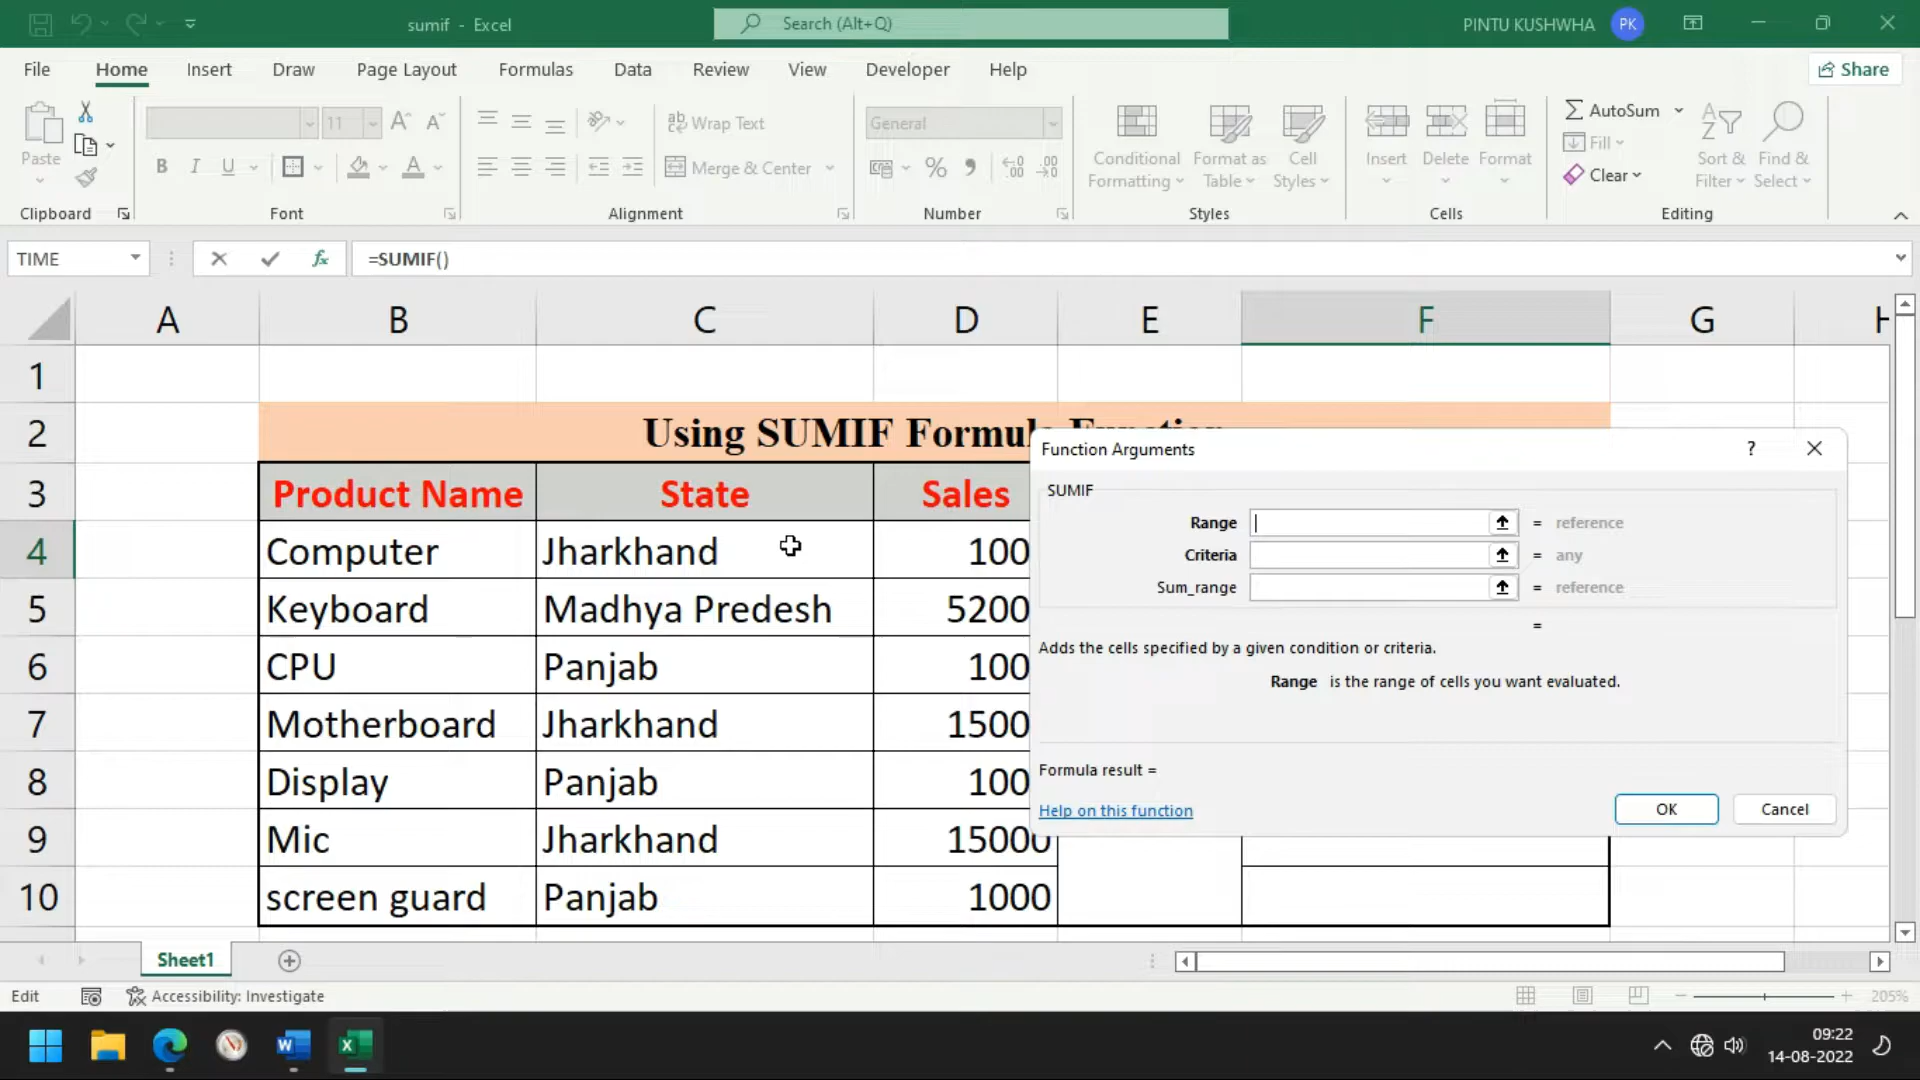 sumif - Excel
Search (Alt+Q)
PINTU KUSHWHA
PK
File Home Insert Draw Page Layout Formulas Data Review View Developer Help
Share
Paste
11
B I U
Wrap Text
Merge & Center
General
Conditional Formatting
Format as Table
Cell Styles
Insert
Delete
Format
AutoSum
Fill
Clear
Sort & Filter
Find & Select
Clipboard
Font
Alignment
Number
Styles
Cells
Editing
TIME
fx
=SUMIF()
A B C D E F G H
1
2 Using SUMIF Formula Function
3 Product Name State Sales
4 Computer Jharkhand 100
5 Keyboard Madhya Predesh 5200
6 CPU Panjab 100
7 Motherboard Jharkhand 1500
8 Display Panjab 100
9 Mic Jharkhand 15000
10 screen guard Panjab 1000
Function Arguments
?
SUMIF
Range = reference
Criteria = any
Sum_range = reference
=
Adds the cells specified by a given condition or criteria.
Range is the range of cells you want evaluated.
Formula result =
Help on this function
OK
Cancel
Sheet1
Edit
Accessibility: Investigate
205%
09:22
14-08-2022